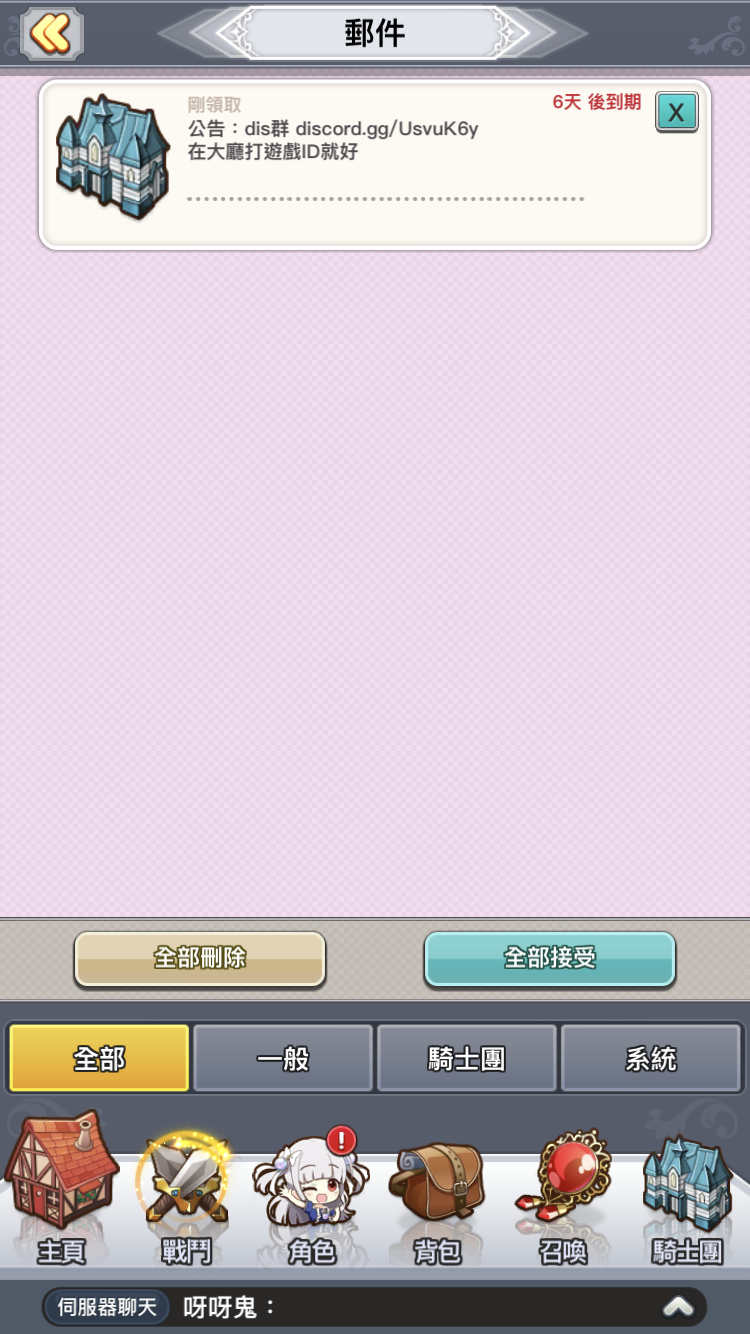 郵件
剛領取
6天 後到期
X
公告：dis群 discord.gg/UsvuK6y
在大廳打遊戲ID就好
全部刪除
全部接受
全部
一般
騎士團
系統
!
主頁
戰鬥
角色
背包
召喚
騎士團
伺服器聊天
呀呀鬼：